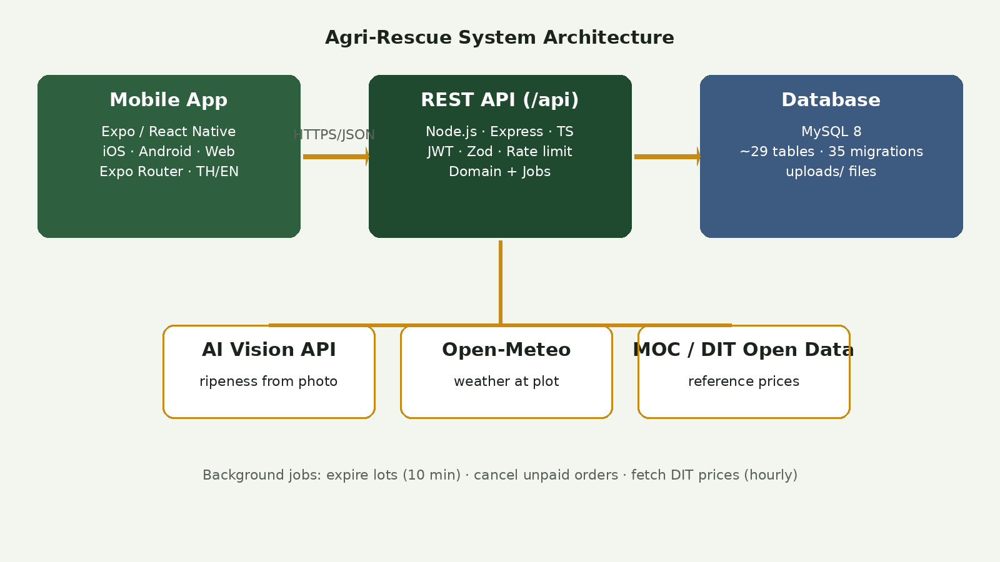 Agri-Rescue System Architecture
Mobile App
Expo / React Native
iOS · Android · Web
Expo Router · TH/EN
HTTPS/JSON
REST API (/api)
Node.js · Express · TS
JWT · Zod · Rate limit
Domain + Jobs
Database
MySQL 8
~29 tables · 35 migrations
uploads/ files
AI Vision API
ripeness from photo
Open-Meteo
weather at plot
MOC / DIT Open Data
reference prices
Background jobs: expire lots (10 min) · cancel unpaid orders · fetch DIT prices (hourly)